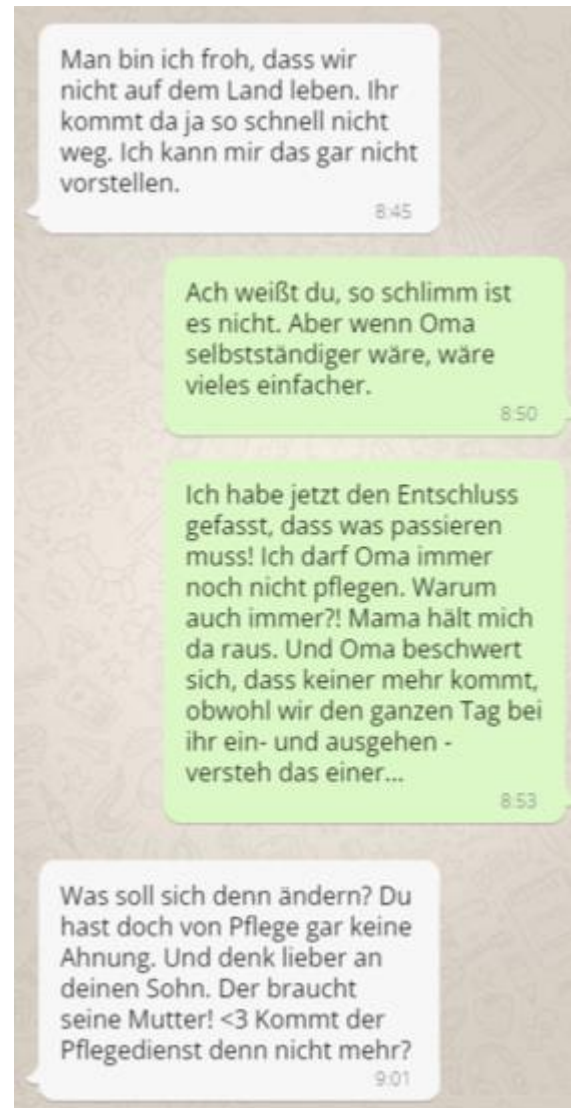 Man bin ich froh, dass wir
nicht auf dem Land leben. Ihr
kommt da ja so schnell nicht
weg. Ich kann mir das gar nicht
vorstellen.
8:45
Ach weißt du, so schlimm ist
es nicht. Aber wenn Oma
selbstständiger wäre, wäre
vieles einfacher.
8:50
Ich habe jetzt den Entschluss
gefasst, dass was passieren
muss! Ich darf Oma immer
noch nicht pflegen. Warum
auch immer?! Mama hält mich
da raus. Und Oma beschwert
sich, dass keiner mehr kommt,
obwohl wir den ganzen Tag bei
ihr ein- und ausgehen -
versteh das einer...
8:53
Was soll sich denn ändern? Du
hast doch von Pflege gar keine
Ahnung. Und denk lieber an
deinen Sohn. Der braucht
seine Mutter! <3 Kommt der
Pflegedienst denn nicht mehr?
9:01